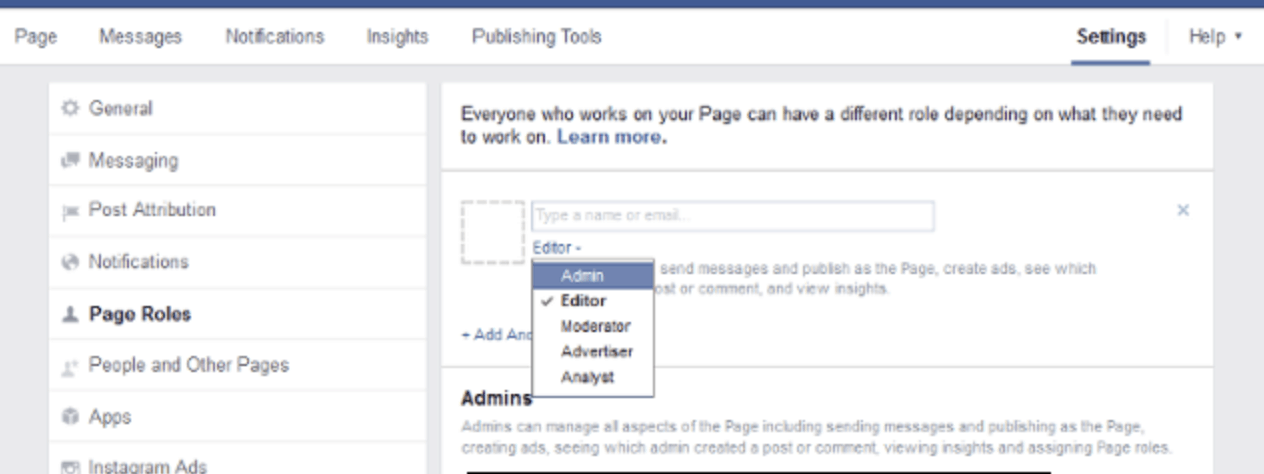 Page Messages Notifications Insights Publishing Tools Settings Help
General
Messaging
Post Attribution
Notifications
Page Roles
People and Other Pages
Apps
Instagram Ads
Everyone who works on your Page can have a different role depending on what they need
to work on. Learn more.
Type a name or email...
Editor
Admin
Editor
Moderator
Advertiser
Analyst
send messages and publish as the Page, create ads, see which
ost or comment, and view insights.
+ Add
Admins
Admins can manage all aspects of the Page including sending messages and publishing as the Page,
creating ads, seeing which admin created a post or comment, viewing insights and assigning Page roles.